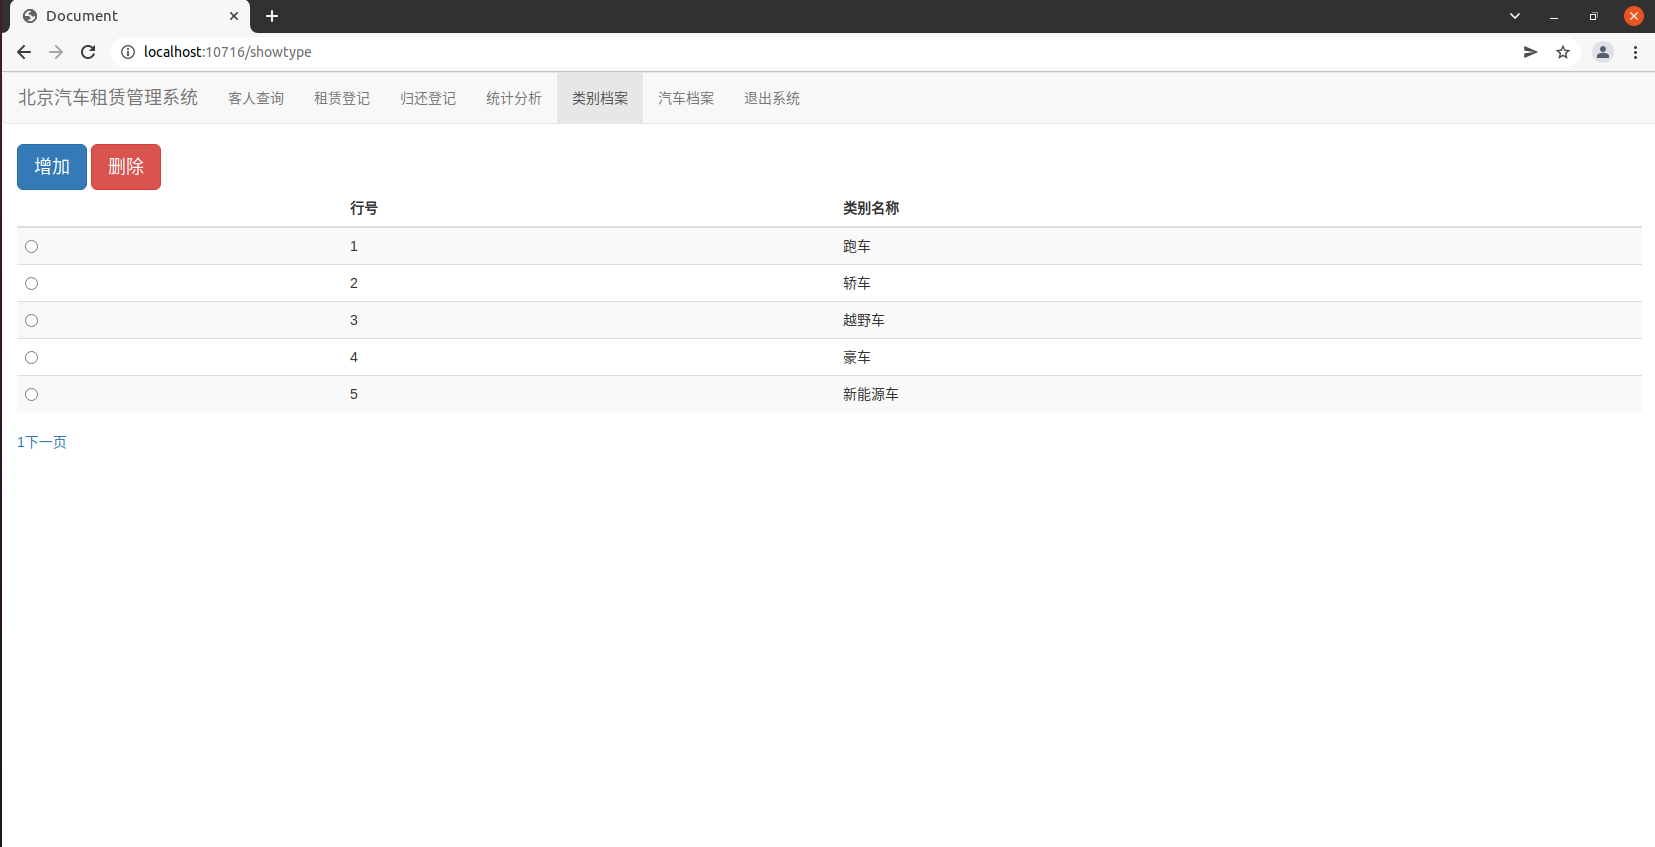 Document
localhost:10716/showtype
北京汽车租赁管理系统 客人查询 租赁登记 归还登记 统计分析 类别档案 汽车档案 退出系统
增加 删除
行号 类别名称
1 跑车
2 轿车
3 越野车
4 豪车
5 新能源车
1下一页